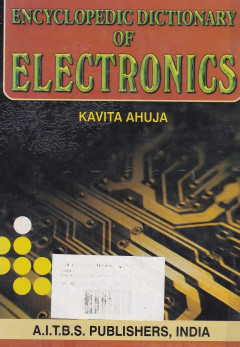 ENCYCLOPEDIC DICTIONARY
OF
ELECTRONICS
KAVITA AHUJA
A.I.T.B.S. PUBLISHERS, INDIA